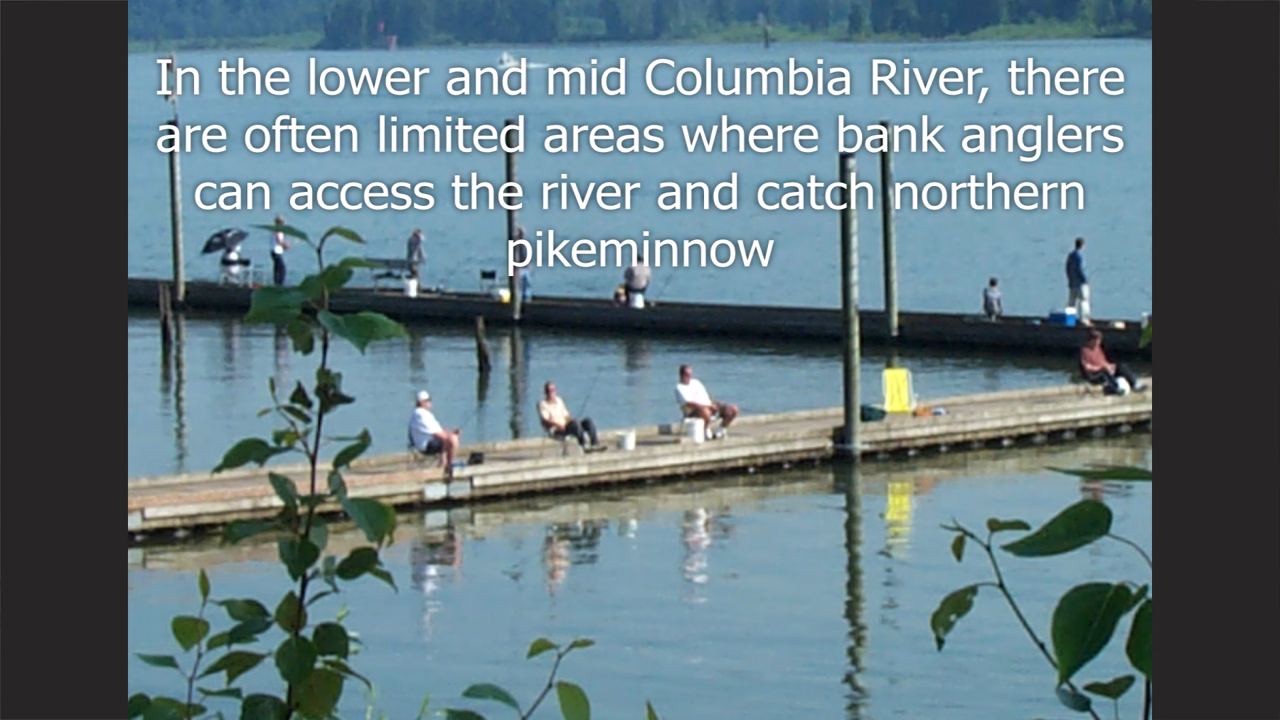 In the lower and mid Columbia River, there
are often limited areas where bank anglers
can access the river and catch northern
pikeminnow